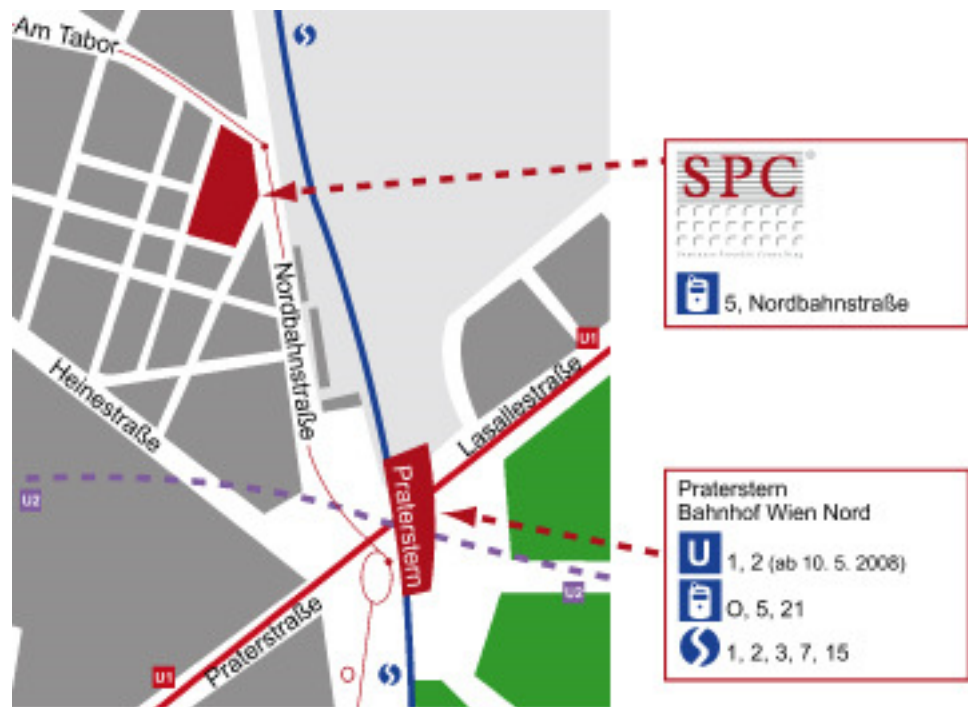 Am Tabor
SPC®
5, Nordbahnstraße
Nordbahnstraße
U1
Heinestraße
Lasallestraße
Praterstern
U2
U2
Praterstern
Bahnhof Wien Nord
U 1, 2 (ab 10. 5. 2008)
O, 5, 21
1, 2, 3, 7, 15
Praterstraße
U1
O